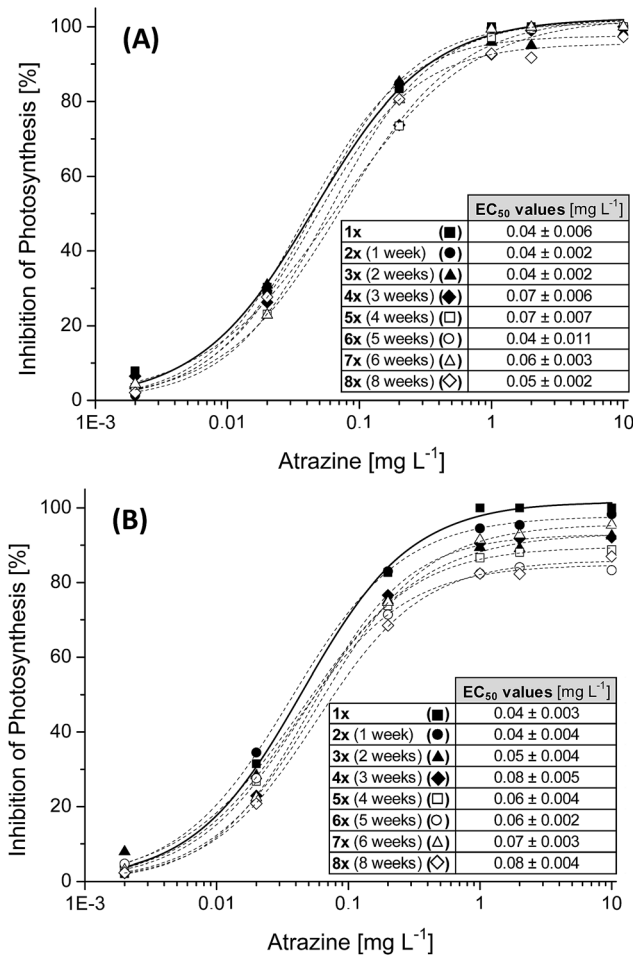 (A)
Inhibition of Photosynthesis [%]
100
80
60
40
20
0
EC50 values [mg L-1]
1x (■) 0.04 ± 0.006
2x (1 week) (●) 0.04 ± 0.002
3x (2 weeks) (▲) 0.04 ± 0.002
4x (3 weeks) (◆) 0.07 ± 0.006
5x (4 weeks) (□) 0.07 ± 0.007
6x (5 weeks) (○) 0.04 ± 0.011
7x (6 weeks) (△) 0.06 ± 0.003
8x (8 weeks) (◇) 0.05 ± 0.002
1E-3 0.01 0.1 1 10
Atrazine [mg L-1]
(B)
Inhibition of Photosynthesis [%]
100
80
60
40
20
0
EC50 values [mg L-1]
1x (■) 0.04 ± 0.003
2x (1 week) (●) 0.04 ± 0.004
3x (2 weeks) (▲) 0.05 ± 0.004
4x (3 weeks) (◆) 0.08 ± 0.005
5x (4 weeks) (□) 0.06 ± 0.004
6x (5 weeks) (○) 0.06 ± 0.002
7x (6 weeks) (△) 0.07 ± 0.003
8x (8 weeks) (◇) 0.08 ± 0.004
1E-3 0.01 0.1 1 10
Atrazine [mg L-1]